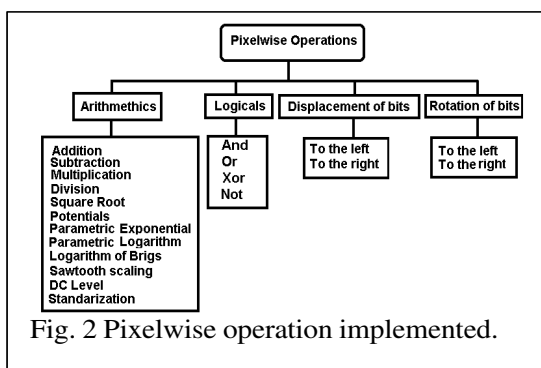 Pixelwise Operations
Arithmethics
Logicals
Displacement of bits
Rotation of bits
Addition
Subtraction
Multiplication
Division
Square Root
Potentials
Parametric Exponential
Parametric Logarithm
Logarithm of Brigs
Sawtooth scaling
DC Level
Standarization
And
Or
Xor
Not
To the left
To the right
To the left
To the right
Fig. 2 Pixelwise operation implemented.